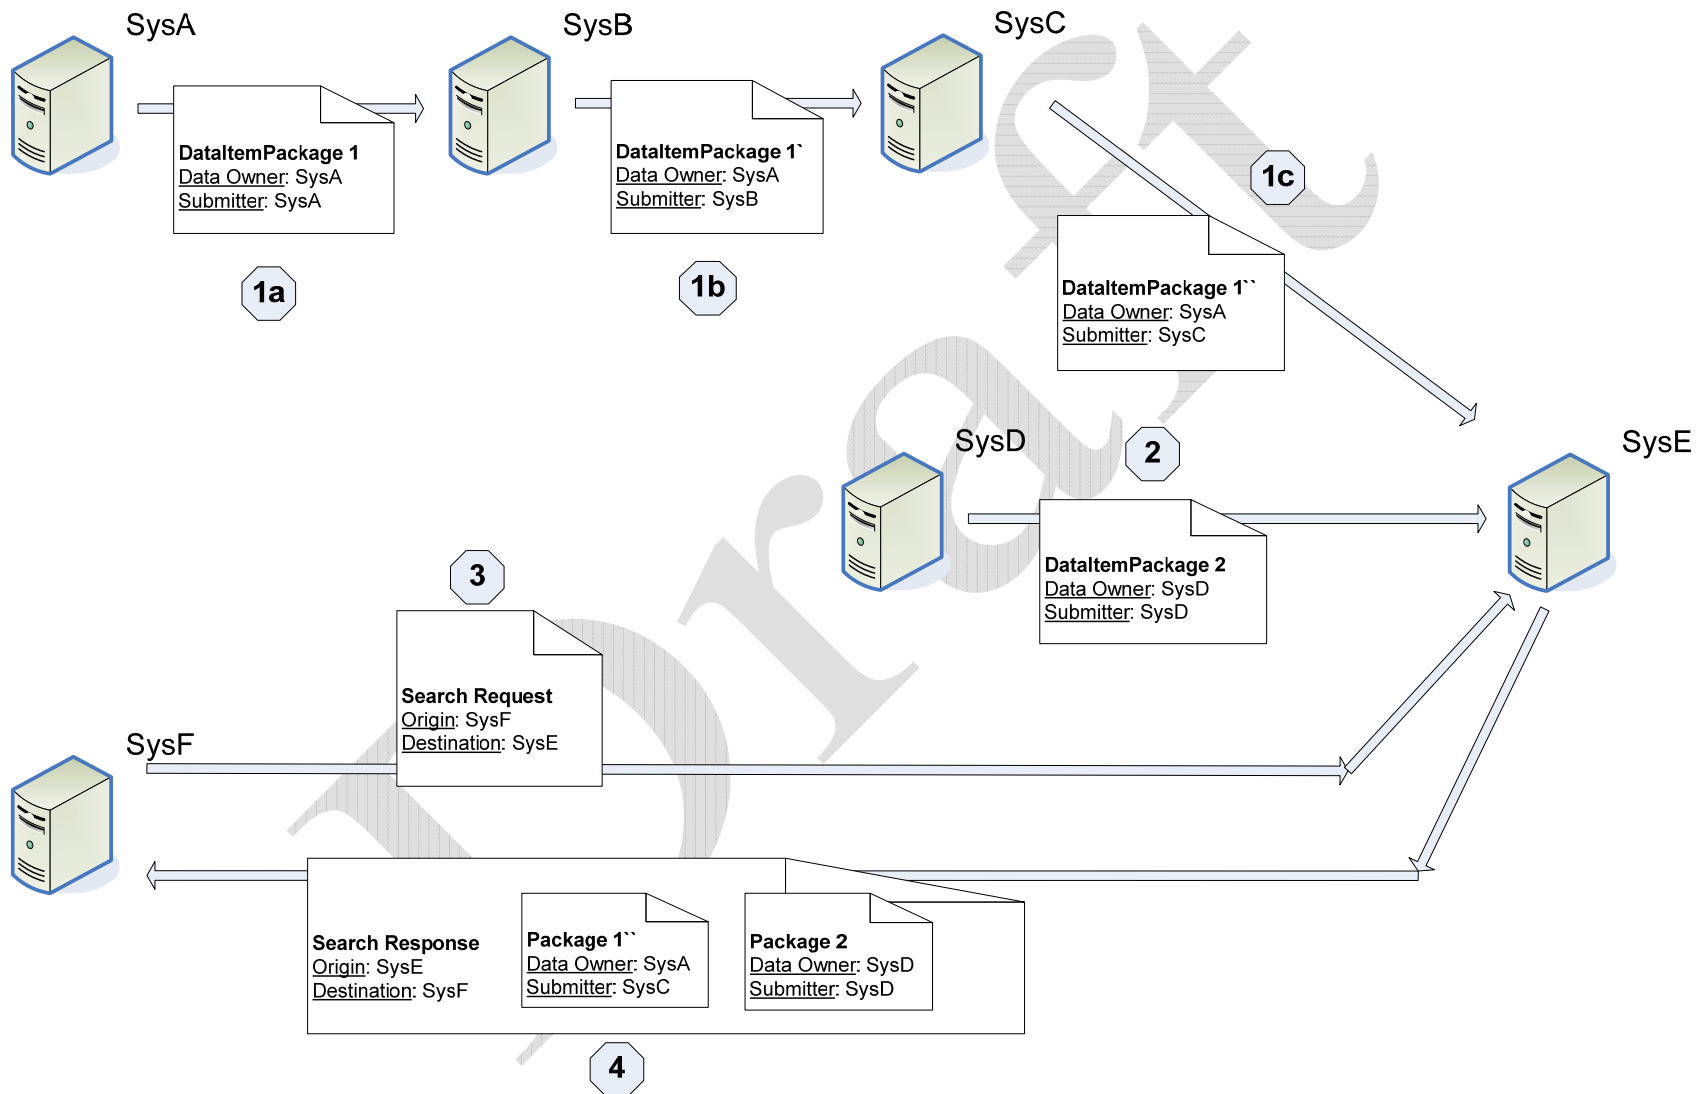 SysA
SysB
SysC
DataItemPackage 1
Data Owner: SysA
Submitter: SysA
DataItemPackage 1`
Data Owner: SysA
Submitter: SysB
1c
1a
1b
DataItemPackage 1``
Data Owner: SysA
Submitter: SysC
SysD
2
SysE
DataItemPackage 2
Data Owner: SysD
Submitter: SysD
3
Search Request
Origin: SysF
Destination: SysE
SysF
Search Response
Origin: SysE
Destination: SysF
Package 1``
Data Owner: SysA
Submitter: SysC
Package 2
Data Owner: SysD
Submitter: SysD
4
Draft